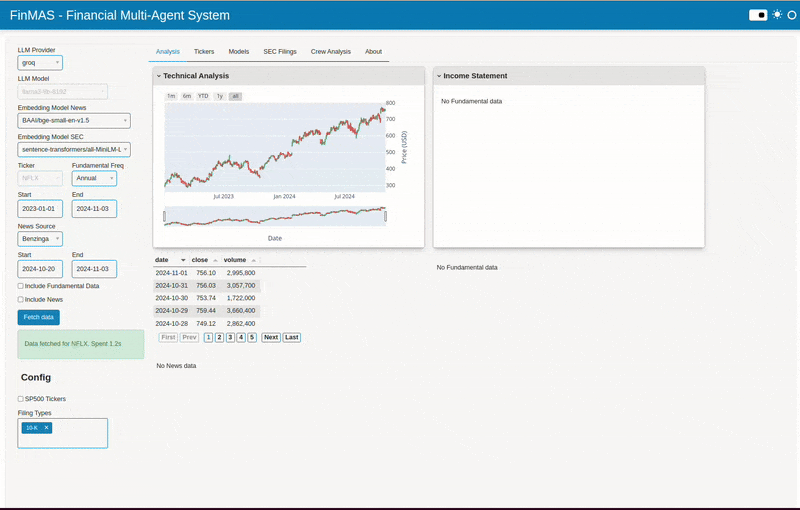 FinMAS - Financial Multi-Agent System
LLM Provider
groq
LLM Model
llama3-8b-8192
Embedding Model News
BAAI/bge-small-en-v1.5
Embedding Model SEC
sentence-transformers/all-MiniLM-L
Ticker
Fundamental Freq
NFLX
Annual
Start
End
2023-01-01
2024-11-03
News Source
Benzinga
Start
End
2024-10-20
2024-11-03
Include Fundamental Data
Include News
Fetch data
Data fetched for NFLX. Spent 1.2s
Config
SP500 Tickers
Filing Types
10-K ✕
Analysis Tickers Models SEC Filings Crew Analysis About
Technical Analysis
1m 6m YTD 1y all
800
700
600
500
400
300
Price (USD)
Jul 2023 Jan 2024 Jul 2024
Date
date close volume
2024-11-01 756.10 2,995,800
2024-10-31 756.03 3,057,700
2024-10-30 753.74 1,722,000
2024-10-29 759.44 3,660,400
2024-10-28 749.12 2,862,400
First Prev 1 2 3 4 5 Next Last
No News data
Income Statement
No Fundamental data
No Fundamental data